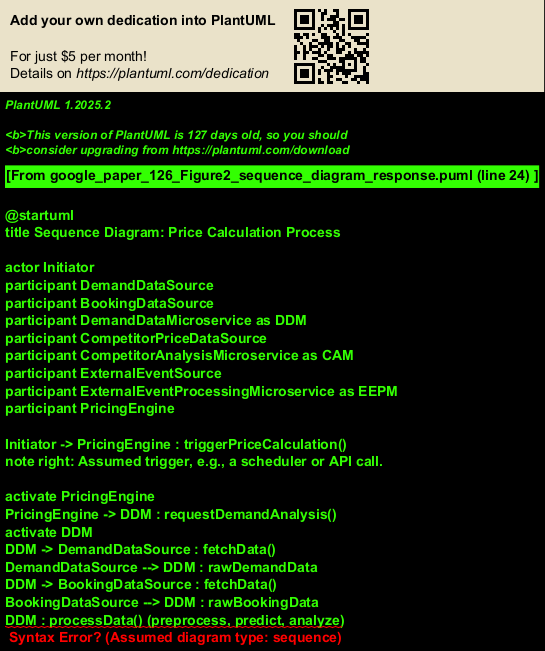 Add your own dedication into PlantUML
For just $5 per month!
Details on https://plantuml.com/dedication
PlantUML 1.2025.2
<b>This version of PlantUML is 127 days old, so you should
<b>consider upgrading from https://plantuml.com/download
[From google_paper_126_Figure2_sequence_diagram_response.puml (line 24) ]
@startuml
title Sequence Diagram: Price Calculation Process
actor Initiator
participant DemandDataSource
participant BookingDataSource
participant DemandDataMicroservice as DDM
participant CompetitorPriceDataSource
participant CompetitorAnalysisMicroservice as CAM
participant ExternalEventSource
participant ExternalEventProcessingMicroservice as EEPM
participant PricingEngine
Initiator -> PricingEngine : triggerPriceCalculation()
note right: Assumed trigger, e.g., a scheduler or API call.
activate PricingEngine
PricingEngine -> DDM : requestDemandAnalysis()
activate DDM
DDM -> DemandDataSource : fetchData()
DemandDataSource --> DDM : rawDemandData
DDM -> BookingDataSource : fetchData()
BookingDataSource --> DDM : rawBookingData
DDM : processData() (preprocess, predict, analyze)
Syntax Error? (Assumed diagram type: sequence)